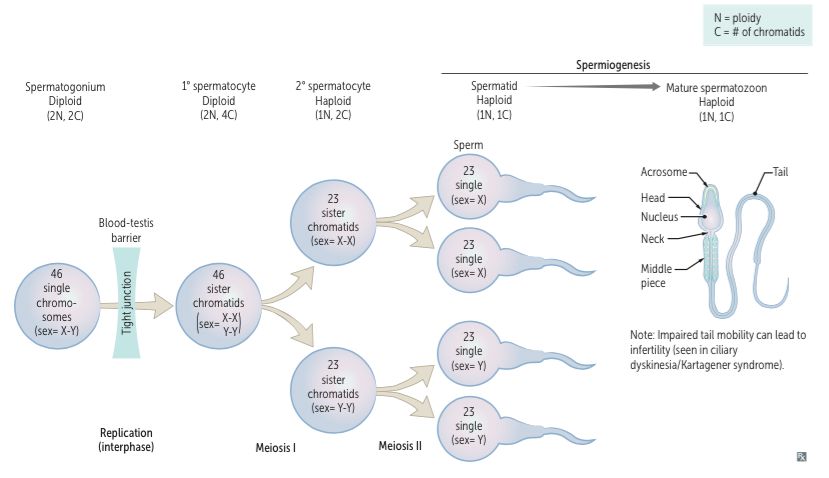 N = ploidy
C = # of chromatids
Spermiogenesis
Spermatogonium
Diploid
(2N, 2C)
1° spermatocyte
Diploid
(2N, 4C)
2° spermatocyte
Haploid
(1N, 2C)
Spermatid
Haploid
(1N, 1C)
Mature spermatozoon
Haploid
(1N, 1C)
Sperm
Blood-testis
barrier
Tight junction
46
single
chromo-
somes
(sex= X-Y)
46
sister
chromatids
(sex= X-X
Y-Y)
23
sister
chromatids
(sex= X-X)
23
sister
chromatids
(sex= Y-Y)
23
single
(sex= X)
23
single
(sex= X)
23
single
(sex= Y)
23
single
(sex= Y)
Acrosome
Head
Nucleus
Neck
Middle
piece
Tail
Note: Impaired tail mobility can lead to
infertility (seen in ciliary
dyskinesia/Kartagener syndrome).
Replication
(interphase)
Meiosis I
Meiosis II
Rx